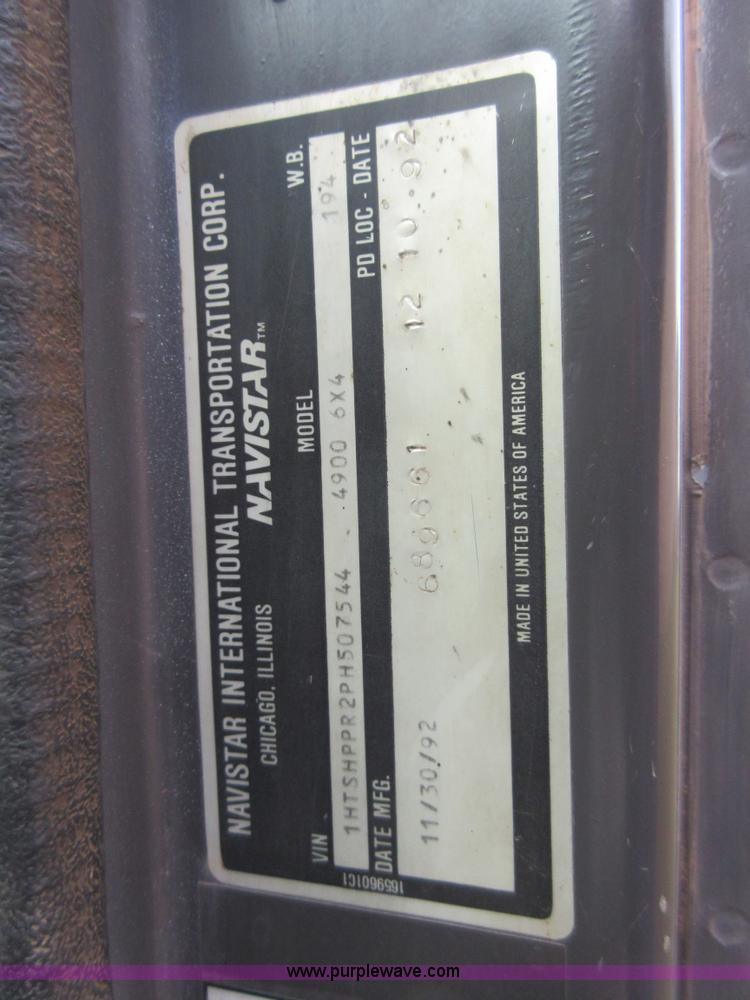 NAVISTAR INTERNATIONAL TRANSPORTATION CORP.
CHICAGO, ILLINOIS NAVISTAR™
VIN MODEL W.B.
1HTSHPPR2PH507544 4900 6X4 194
DATE MFG. PD LOC - DATE
11/30/92 689661 12 10 92
MADE IN UNITED STATES OF AMERICA
1659601C1
www.purplewave.com